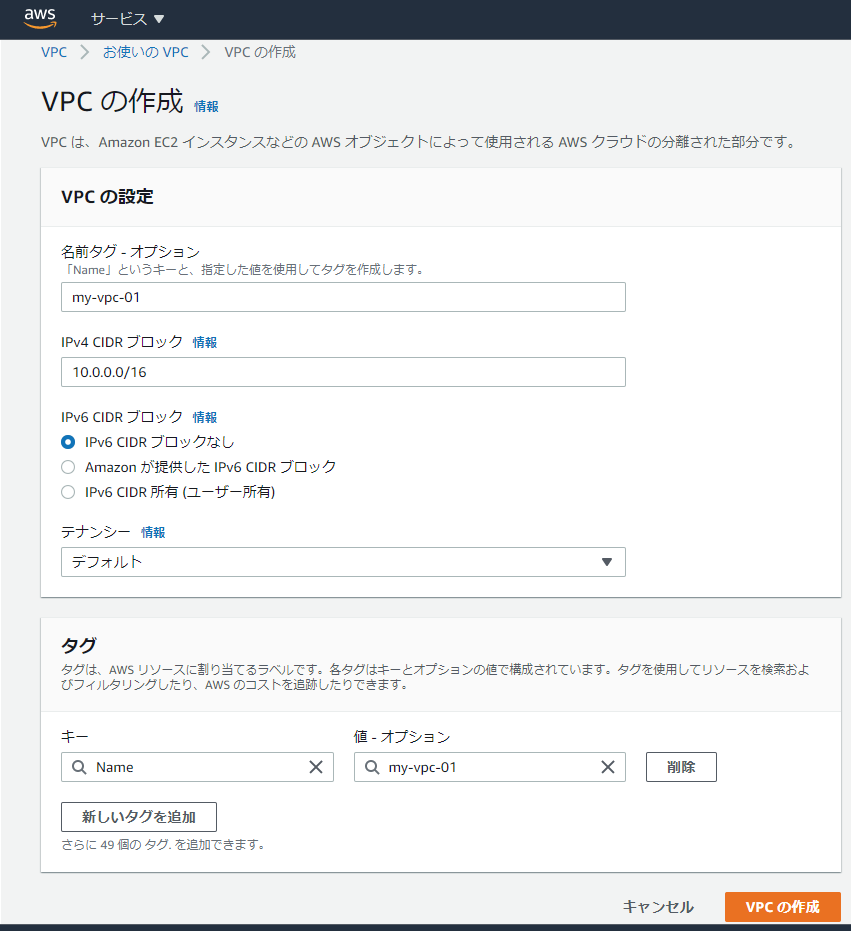 aws サービス
VPC お使いの VPC VPC の作成
VPC の作成 情報
VPC は、Amazon EC2 インスタンスなどの AWS オブジェクトによって使用される AWS クラウドの分離された部分です。
VPC の設定
名前タグ - オプション
「Name」というキーと、指定した値を使用してタグを作成します。
my-vpc-01
IPv4 CIDR ブロック 情報
10.0.0.0/16
IPv6 CIDR ブロック 情報
IPv6 CIDR ブロックなし
Amazon が提供した IPv6 CIDR ブロック
IPv6 CIDR 所有 (ユーザー所有)
テナンシー 情報
デフォルト
タグ
タグは、AWS リソースに割り当てるラベルです。各タグはキーとオプションの値で構成されています。タグを使用してリソースを検索およ
びフィルタリングしたり、AWS のコストを追跡したりできます。
キー 値 - オプション
Name my-vpc-01 削除
新しいタグを追加
さらに 49 個の タグ. を追加できます。
キャンセル VPC の作成